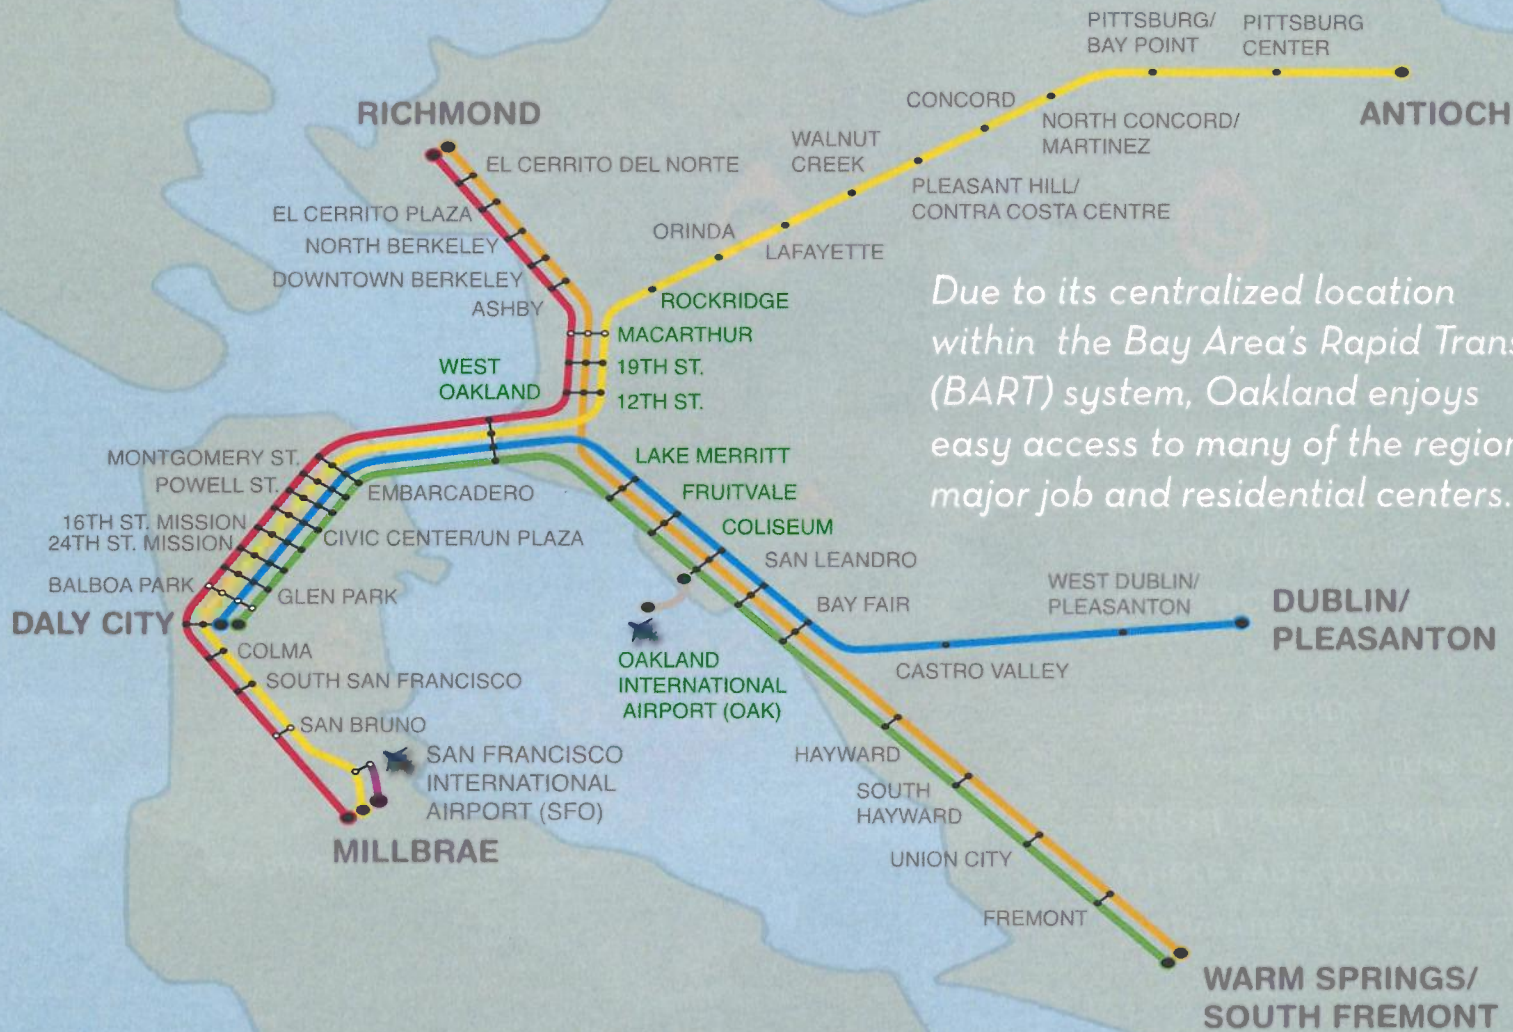 PITTSBURG/
BAY POINT
PITTSBURG
CENTER
ANTIOCH
CONCORD
NORTH CONCORD/
MARTINEZ
WALNUT
CREEK
PLEASANT HILL/
CONTRA COSTA CENTRE
ORINDA
LAFAYETTE
RICHMOND
EL CERRITO DEL NORTE
EL CERRITO PLAZA
NORTH BERKELEY
DOWNTOWN BERKELEY
ASHBY
ROCKRIDGE
MACARTHUR
19TH ST.
12TH ST.
WEST
OAKLAND
Due to its centralized location
within the Bay Area's Rapid Trans
(BART) system, Oakland enjoys
easy access to many of the region
major job and residential centers.
MONTGOMERY ST.
POWELL ST.
EMBARCADERO
16TH ST. MISSION
24TH ST. MISSION
CIVIC CENTER/UN PLAZA
BALBOA PARK
GLEN PARK
DALY CITY
COLMA
SOUTH SAN FRANCISCO
SAN BRUNO
SAN FRANCISCO
INTERNATIONAL
AIRPORT (SFO)
MILLBRAE
LAKE MERRITT
FRUITVALE
COLISEUM
SAN LEANDRO
BAY FAIR
OAKLAND
INTERNATIONAL
AIRPORT (OAK)
WEST DUBLIN/
PLEASANTON
DUBLIN/
PLEASANTON
CASTRO VALLEY
HAYWARD
SOUTH
HAYWARD
UNION CITY
FREMONT
WARM SPRINGS/
SOUTH FREMONT